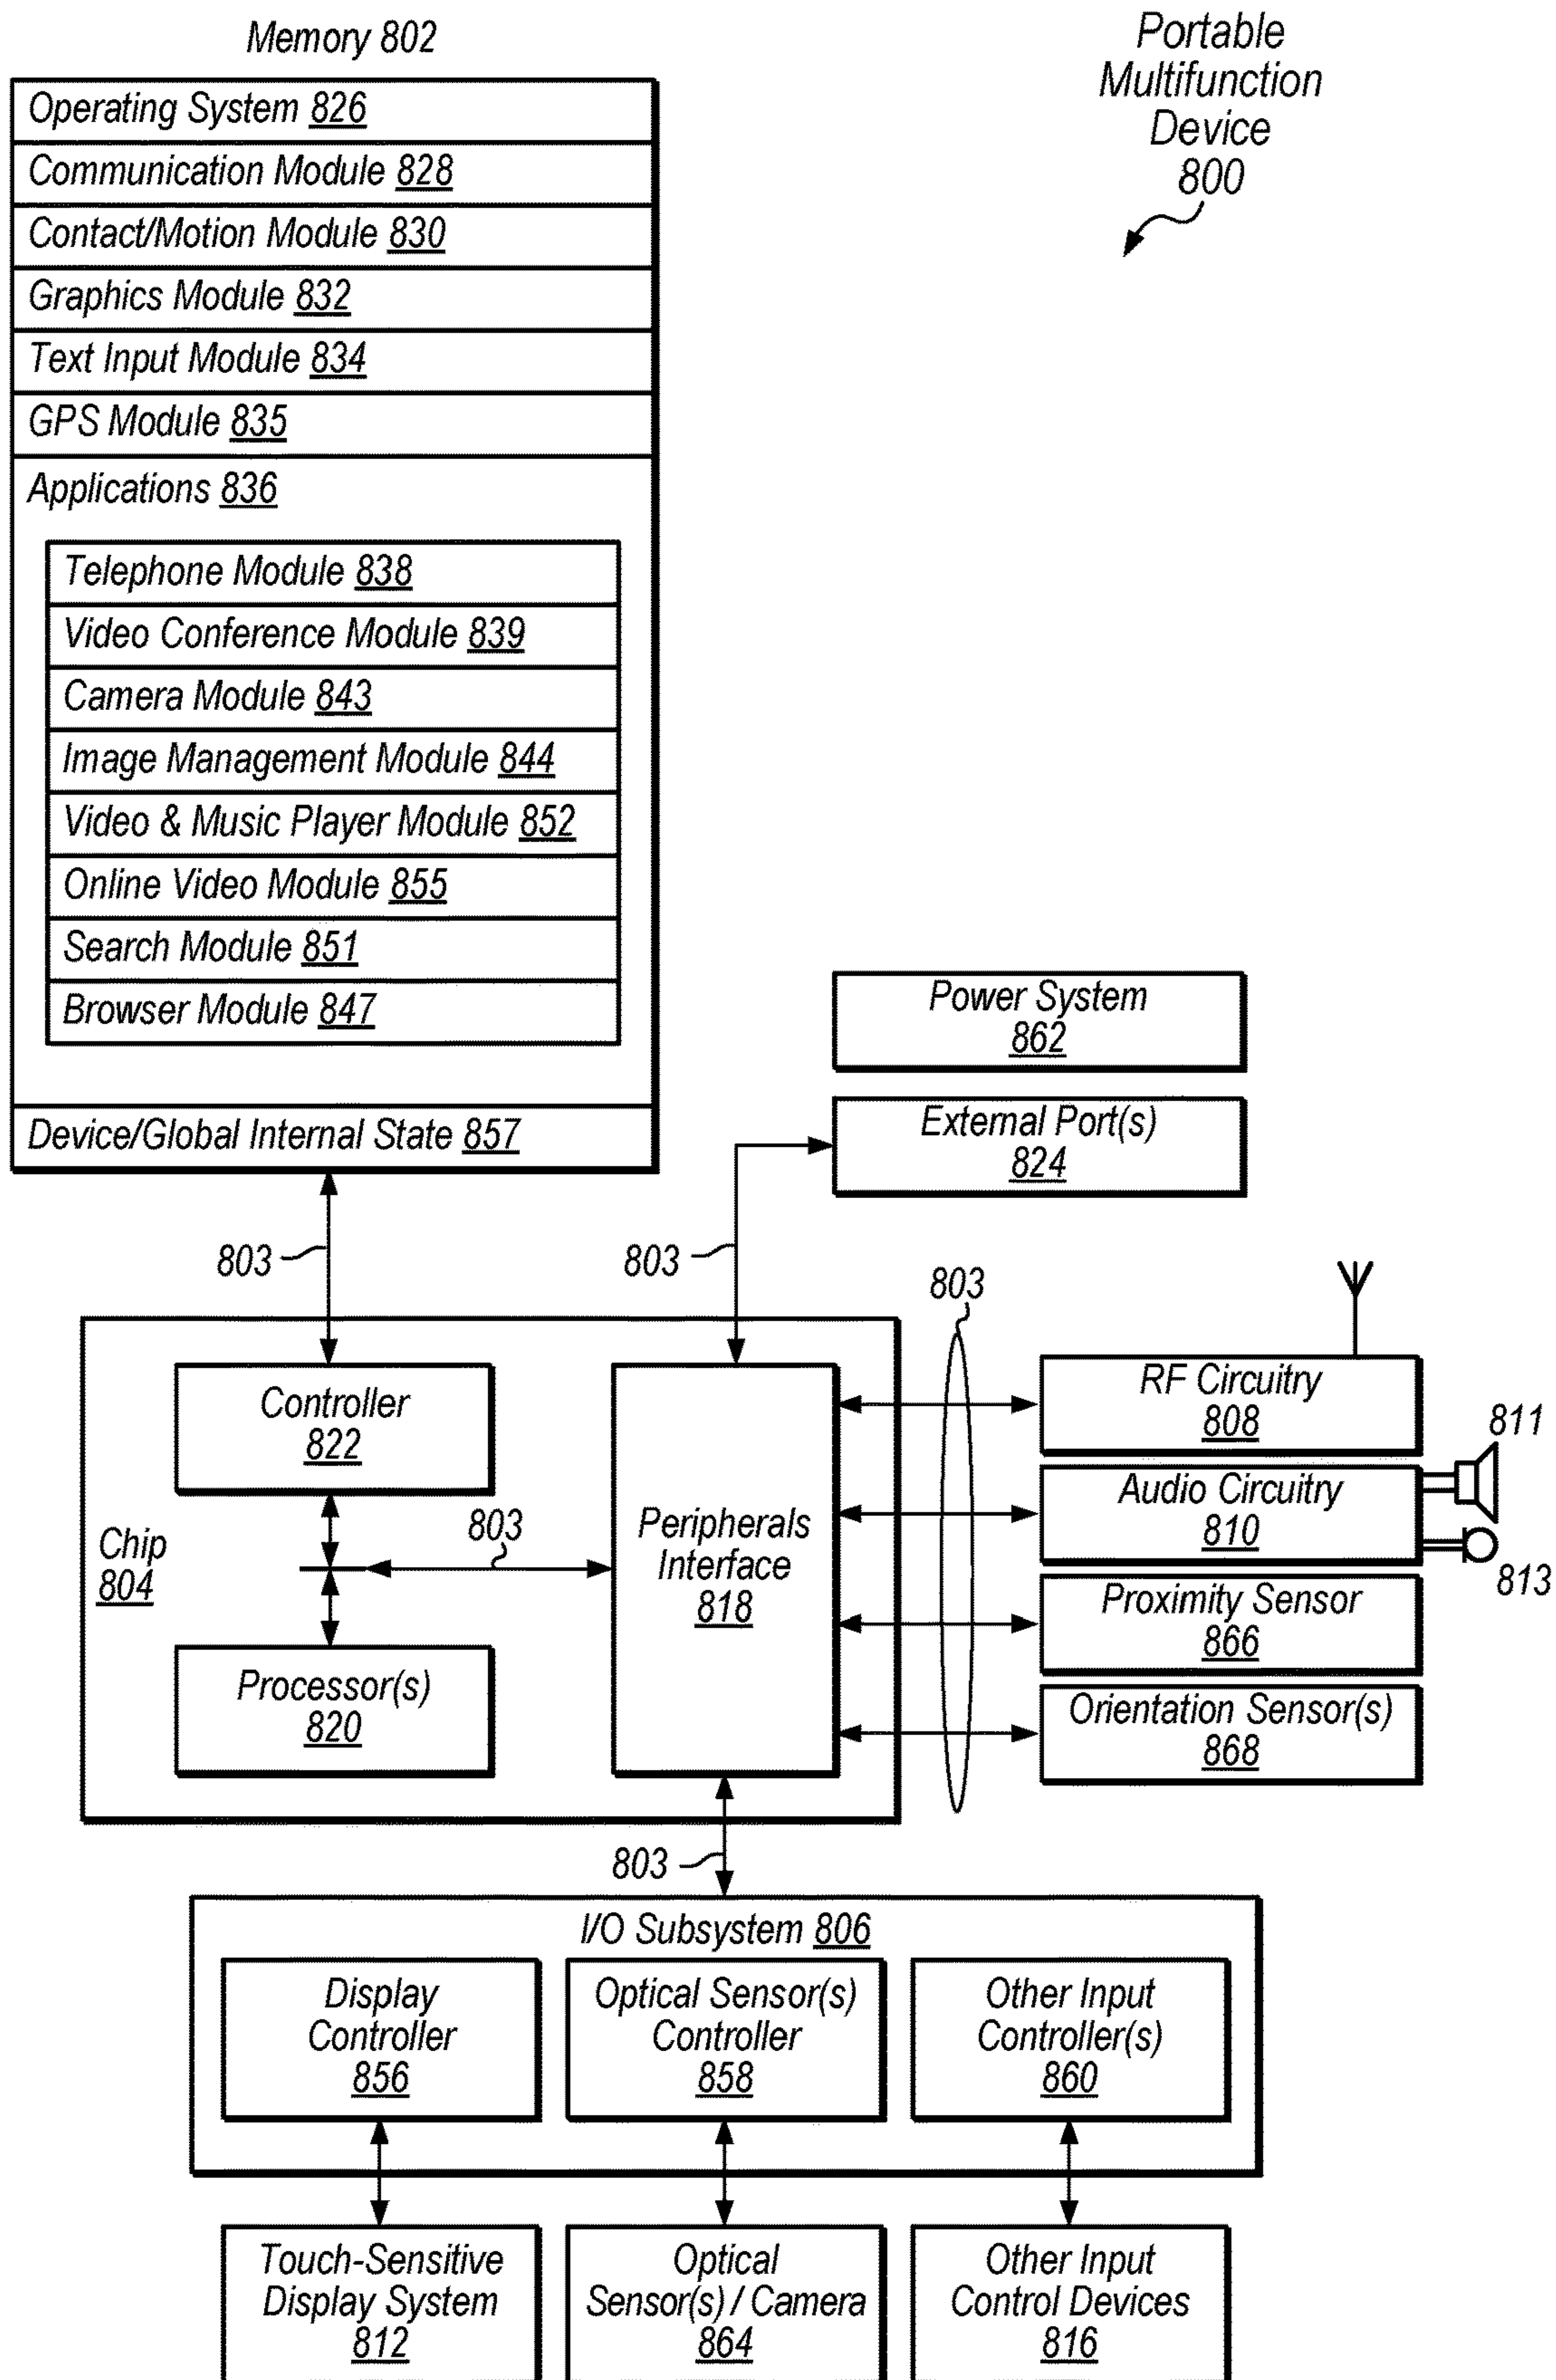 Memory 802
Portable
Multifunction
Device
800
Operating System 826
Communication Module 828
Contact/Motion Module 830
Graphics Module 832
Text Input Module 834
GPS Module 835
Applications 836
Telephone Module 838
Video Conference Module 839
Camera Module 843
Image Management Module 844
Video & Music Player Module 852
Online Video Module 855
Search Module 851
Browser Module 847
Device/Global Internal State 857
Power System
862
External Port(s)
824
803
803
803
Chip
804
Controller
822
803
Processor(s)
820
Peripherals
Interface
818
RF Circuitry
808
Audio Circuitry
810
811
813
Proximity Sensor
866
Orientation Sensor(s)
868
803
I/O Subsystem 806
Display
Controller
856
Optical Sensor(s)
Controller
858
Other Input
Controller(s)
860
Touch-Sensitive
Display System
812
Optical
Sensor(s) / Camera
864
Other Input
Control Devices
816